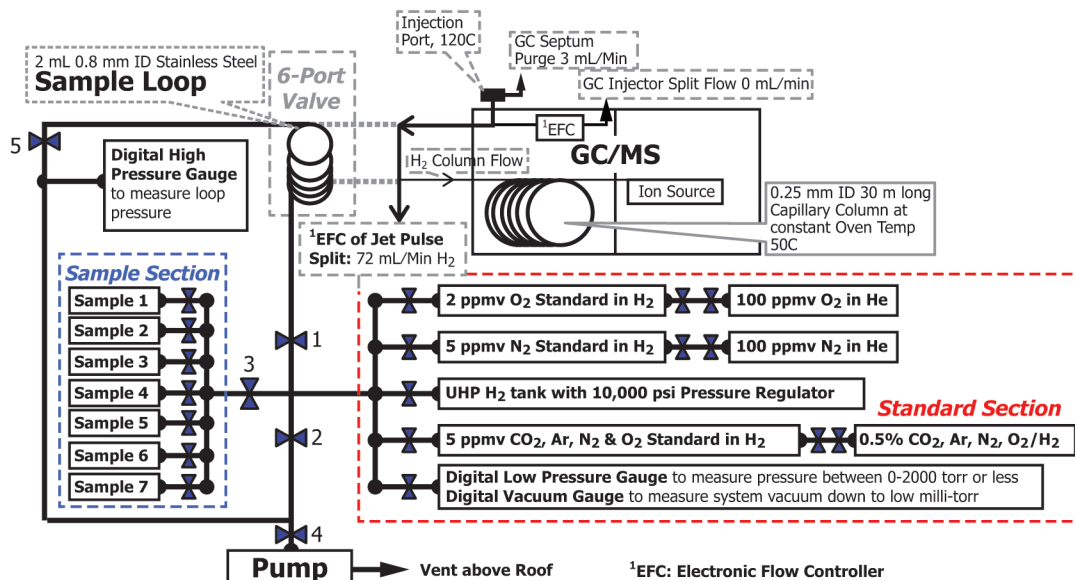 Injection
Port, 120C
GC Septum
Purge 3 mL/Min
GC Injector Split Flow 0 mL/min
2 mL 0.8 mm ID Stainless Steel
Sample Loop
6-Port
Valve
¹EFC
GC/MS
5
Digital High
Pressure Gauge
to measure loop
pressure
H₂ Column Flow
Ion Source
0.25 mm ID 30 m long
Capillary Column at
constant Oven Temp
50C
¹EFC of Jet Pulse
Split: 72 mL/Min H₂
Sample Section
Sample 1
Sample 2
Sample 3
Sample 4
Sample 5
Sample 6
Sample 7
1
3
2
4
2 ppmv O₂ Standard in H₂
100 ppmv O₂ in He
5 ppmv N₂ Standard in H₂
100 ppmv N₂ in He
UHP H₂ tank with 10,000 psi Pressure Regulator
Standard Section
5 ppmv CO₂, Ar, N₂ & O₂ Standard in H₂
0.5% CO₂, Ar, N₂, O₂/H₂
Digital Low Pressure Gauge to measure pressure between 0-2000 torr or less
Digital Vacuum Gauge to measure system vacuum down to low milli-torr
Pump
Vent above Roof
¹EFC: Electronic Flow Controller